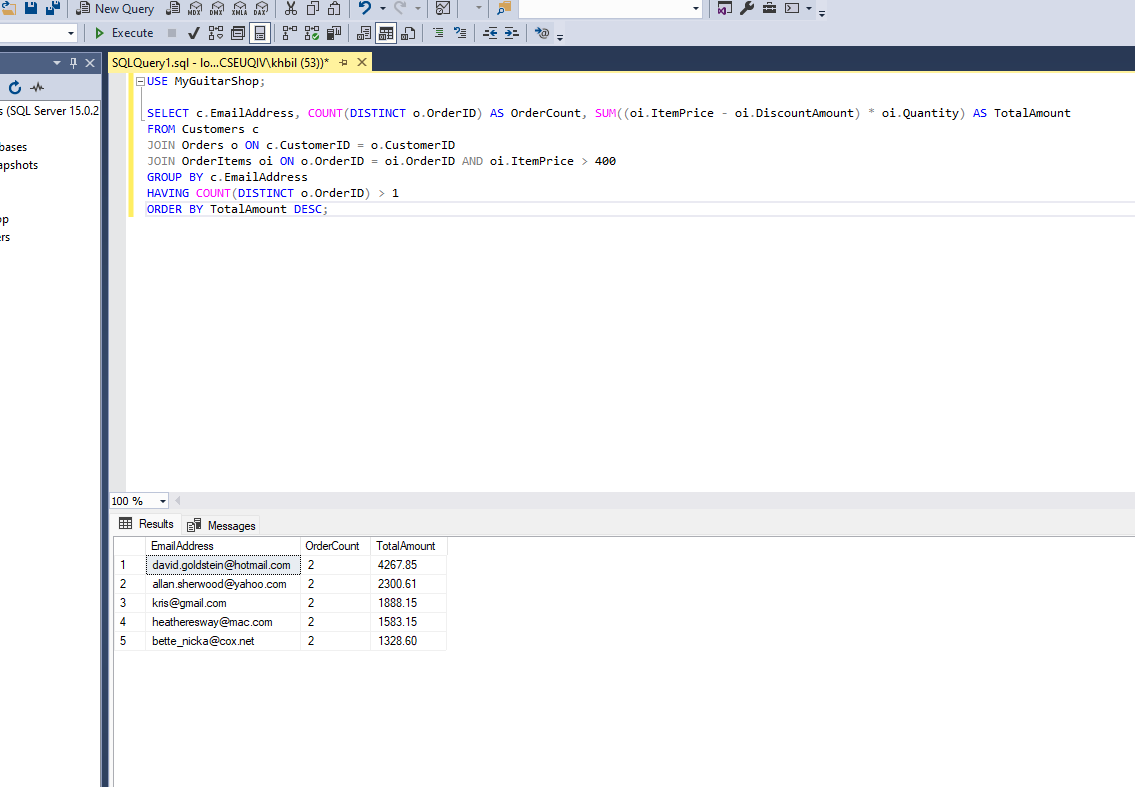 New Query MDX DMX XMLA DAX
Execute
SQLQuery1.sql - lo...CSEUQIV\khbil (53))*
s (SQL Server 15.0.2
bases
apshots
op
ers
USE MyGuitarShop;
SELECT c.EmailAddress, COUNT(DISTINCT o.OrderID) AS OrderCount, SUM((oi.ItemPrice - oi.DiscountAmount) * oi.Quantity) AS TotalAmount
FROM Customers c
JOIN Orders o ON c.CustomerID = o.CustomerID
JOIN OrderItems oi ON o.OrderID = oi.OrderID AND oi.ItemPrice > 400
GROUP BY c.EmailAddress
HAVING COUNT(DISTINCT o.OrderID) > 1
ORDER BY TotalAmount DESC;
100 %
Results Messages
EmailAddress OrderCount TotalAmount
1 david.goldstein@hotmail.com 2 4267.85
2 allan.sherwood@yahoo.com 2 2300.61
3 kris@gmail.com 2 1888.15
4 heatheresway@mac.com 2 1583.15
5 bette_nicka@cox.net 2 1328.60